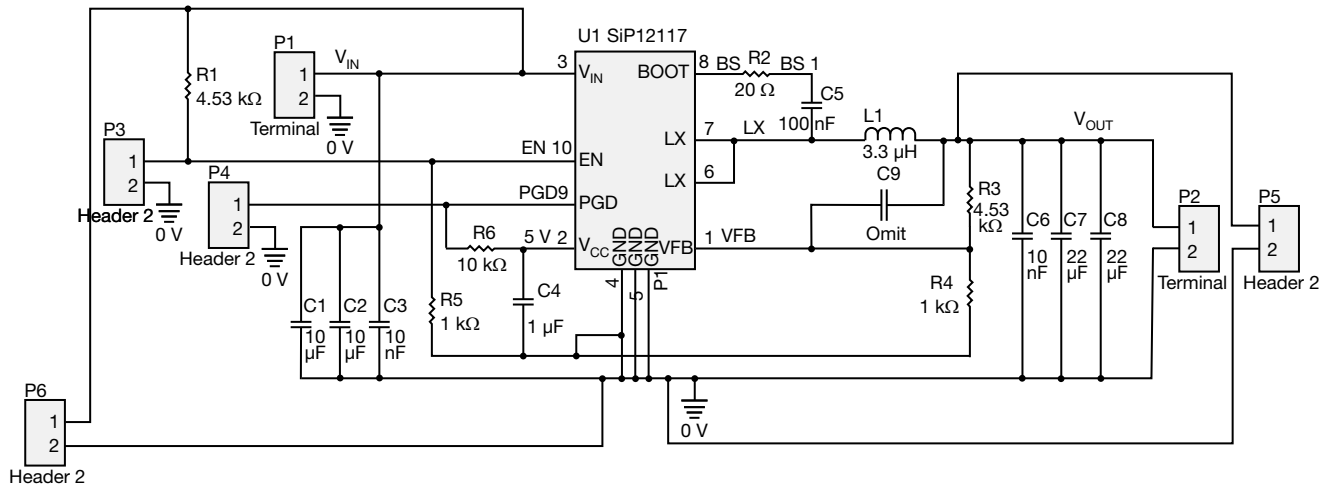 U1 SiP12117
P1
1
2
Terminal
0 V
V_IN
R1
4.53 kΩ
P3
1
2
Header 2
0 V
P4
1
2
Header 2
0 V
3
V_IN
EN 10
EN
PGD9
PGD
R6
10 kΩ
5 V 2
V_CC
C4
1 µF
R5
1 kΩ
C1
10
µF
C2
10
µF
C3
10
nF
BOOT
8 BS
R2
20 Ω
BS 1
C5
100 nF
LX
7
LX
LX
6
L1
3.3 µH
C9
Omit
GND
GND
GND
VFB
1 VFB
4
5
P1
R3
4.53
kΩ
R4
1 kΩ
V_OUT
C6
10
nF
C7
22
µF
C8
22
µF
P2
1
2
Terminal
P5
1
2
Header 2
P6
1
2
Header 2
0 V